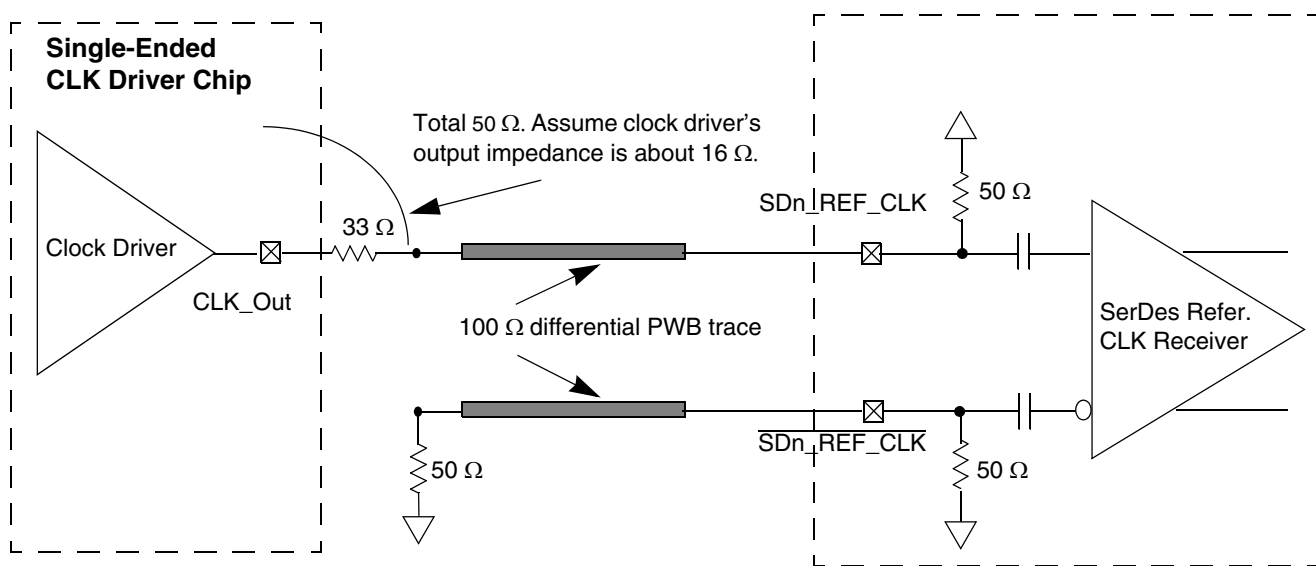 Single-Ended
CLK Driver Chip
Total 50 Ω. Assume clock driver's
output impedance is about 16 Ω.
SDn_REF_CLK
50 Ω
33 Ω
Clock Driver
CLK_Out
100 Ω differential PWB trace
SerDes Refer.
CLK Receiver
SDn_REF_CLK
50 Ω
50 Ω